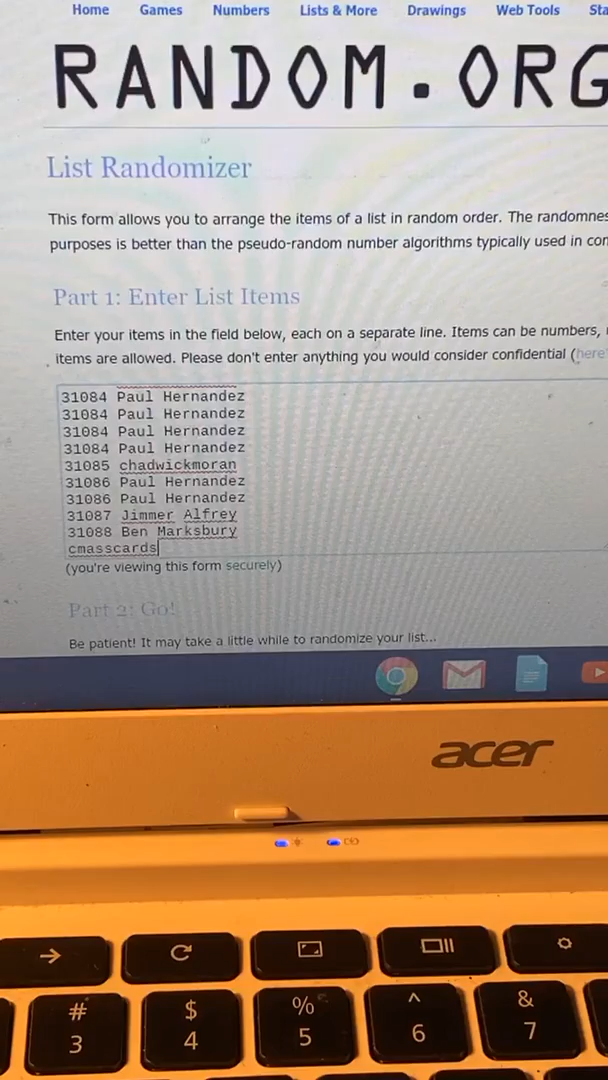 Home Games Numbers Lists & More Drawings Web Tools
RANDOM.ORG
List Randomizer
This form allows you to arrange the items of a list in random order. The
purposes is better than the pseudo-random number algorithms typically used in
Part 1: Enter List Items
Enter your items in the field below, each on a separate line. Items can be numbers,
items are allowed. Please don't enter anything you would consider confidential (here
31084 Paul Hernandez
31084 Paul Hernandez
31084 Paul Hernandez
31084 Paul Hernandez
31085 chadwickmoran
31086 Paul Hernandez
31086 Paul Hernandez
31087 Jimmer Alfrey
31088 Ben Marksbury
cmasscards
(you're viewing this form securely)
Part 2: Go!
Be patient! It may take a little while to randomize your list...
acer
# $ % ^ &
3 4 5 6 7